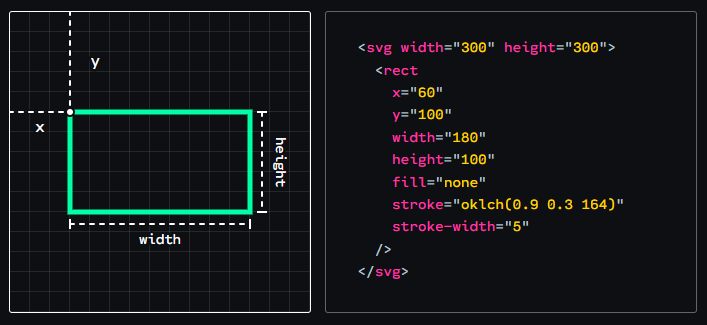 y
x
height
width
<svg width="300" height="300">
<rect
x="60"
y="100"
width="180"
height="100"
fill="none"
stroke="oklch(0.9 0.3 164)"
stroke-width="5"
/>
</svg>